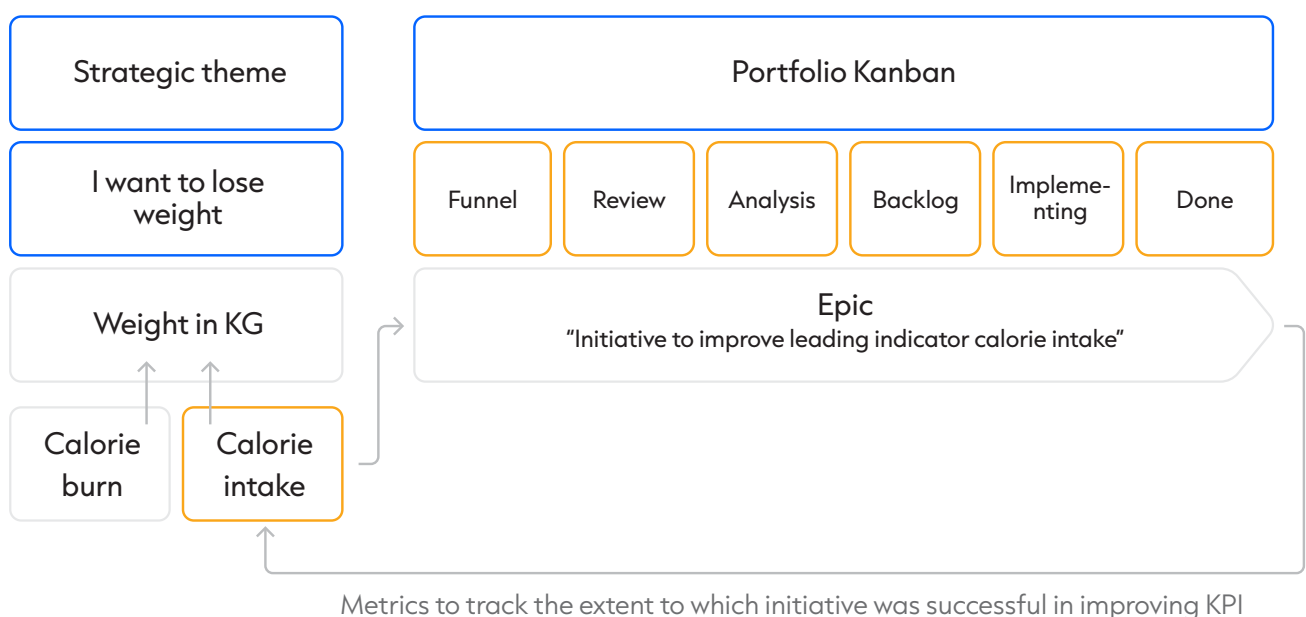 Strategic theme
Portfolio Kanban
I want to lose
weight
Funnel
Review
Analysis
Backlog
Impleme-
nting
Done
Weight in KG
Epic
“Initiative to improve leading indicator calorie intake”
Calorie
burn
Calorie
intake
Metrics to track the extent to which initiative was successful in improving KPI